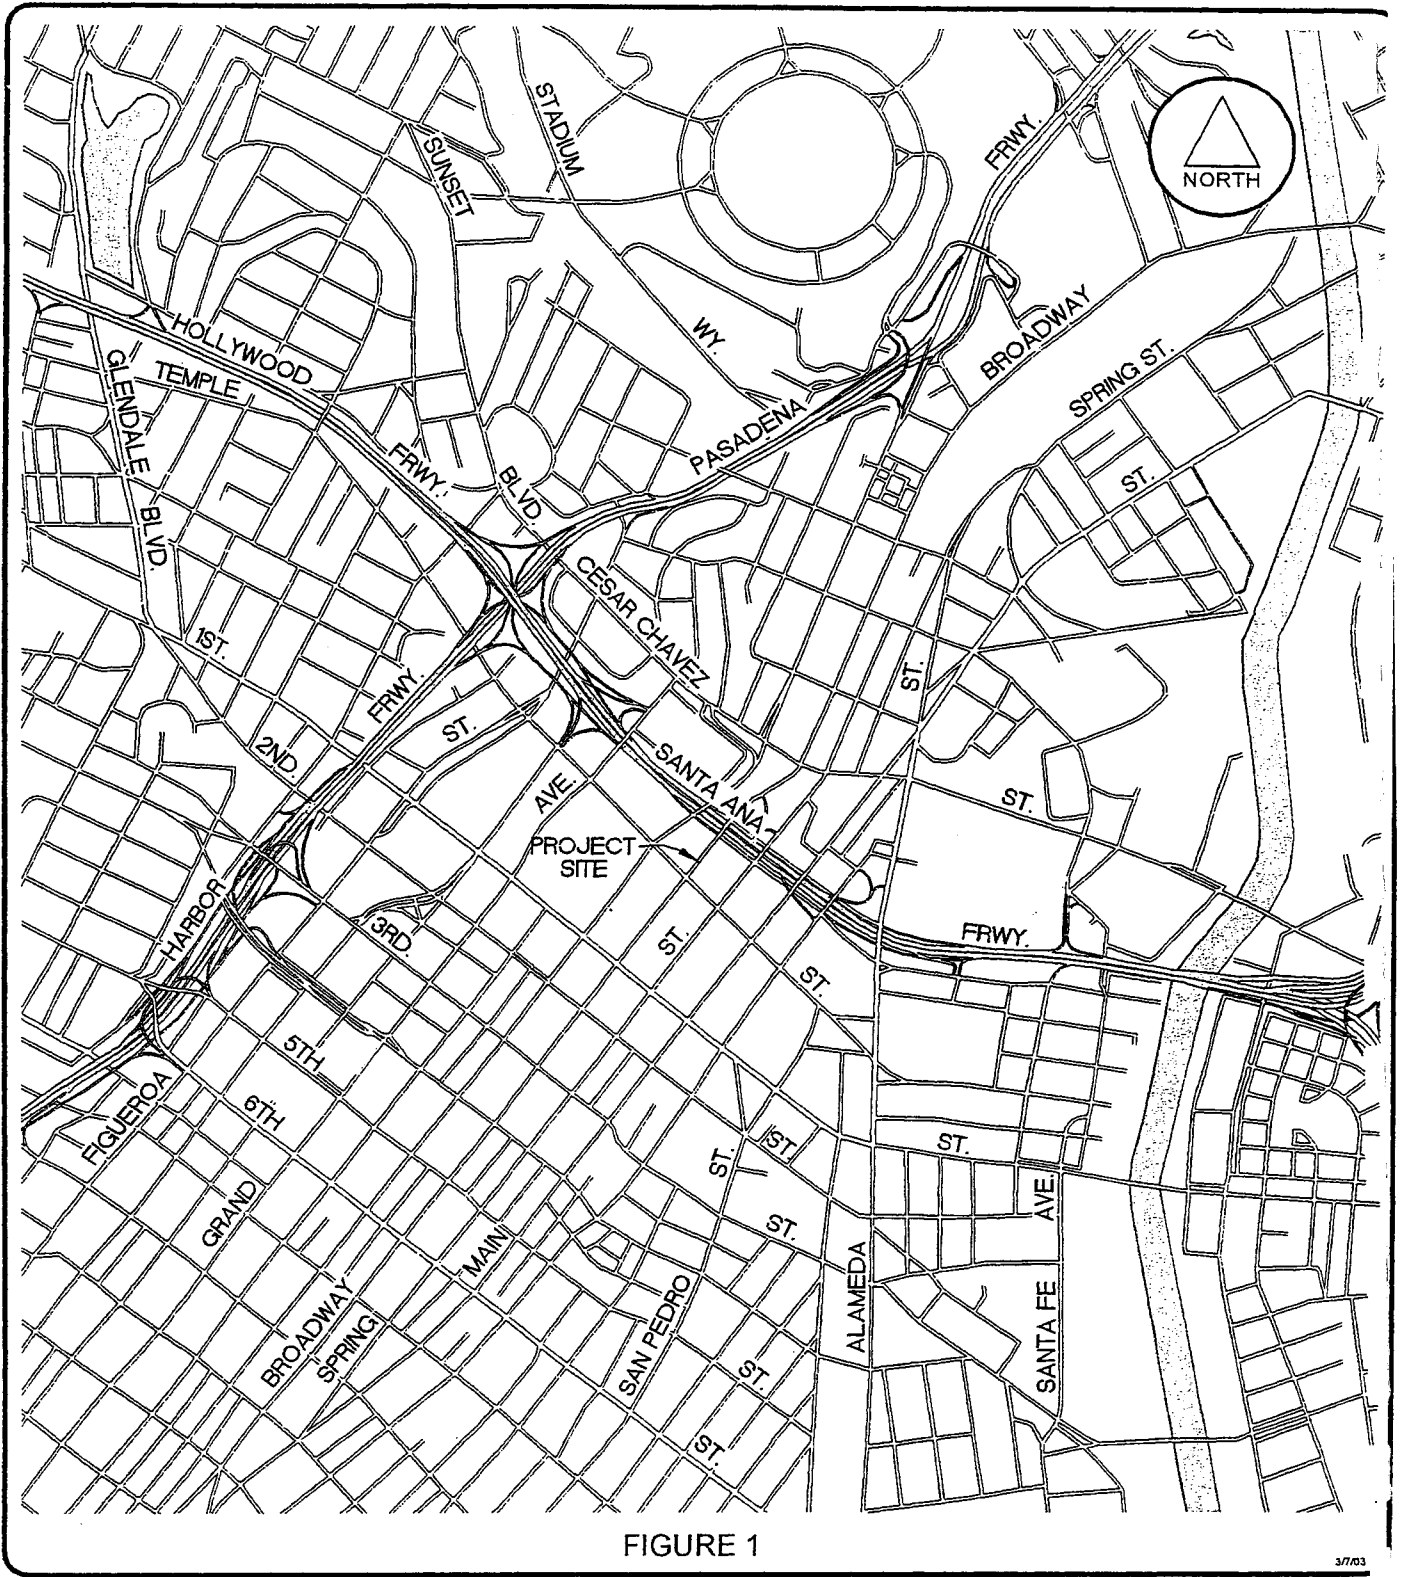 STADIUM
SUNSET
FRWY.
NORTH
HOLLYWOOD
TEMPLE
GLENDALE
BLVD.
WY.
BROADWAY
SPRING ST.
PASADENA
FRWY.
BLVD.
ST.
CESAR CHAVEZ
1ST.
FRWY.
ST.
ST.
2ND.
AVE.
SANTA ANA
ST.
PROJECT
SITE
HARBOR
3RD.
ST.
FRWY.
ST.
5TH
6TH
FIGUEROA
GRAND
ST.
1ST.
ST.
AVE.
ST.
MAIN
BROADWAY
SPRING
SAN PEDRO
ALAMEDA
SANTA FE
ST.
ST.
FIGURE 1
3/7/03